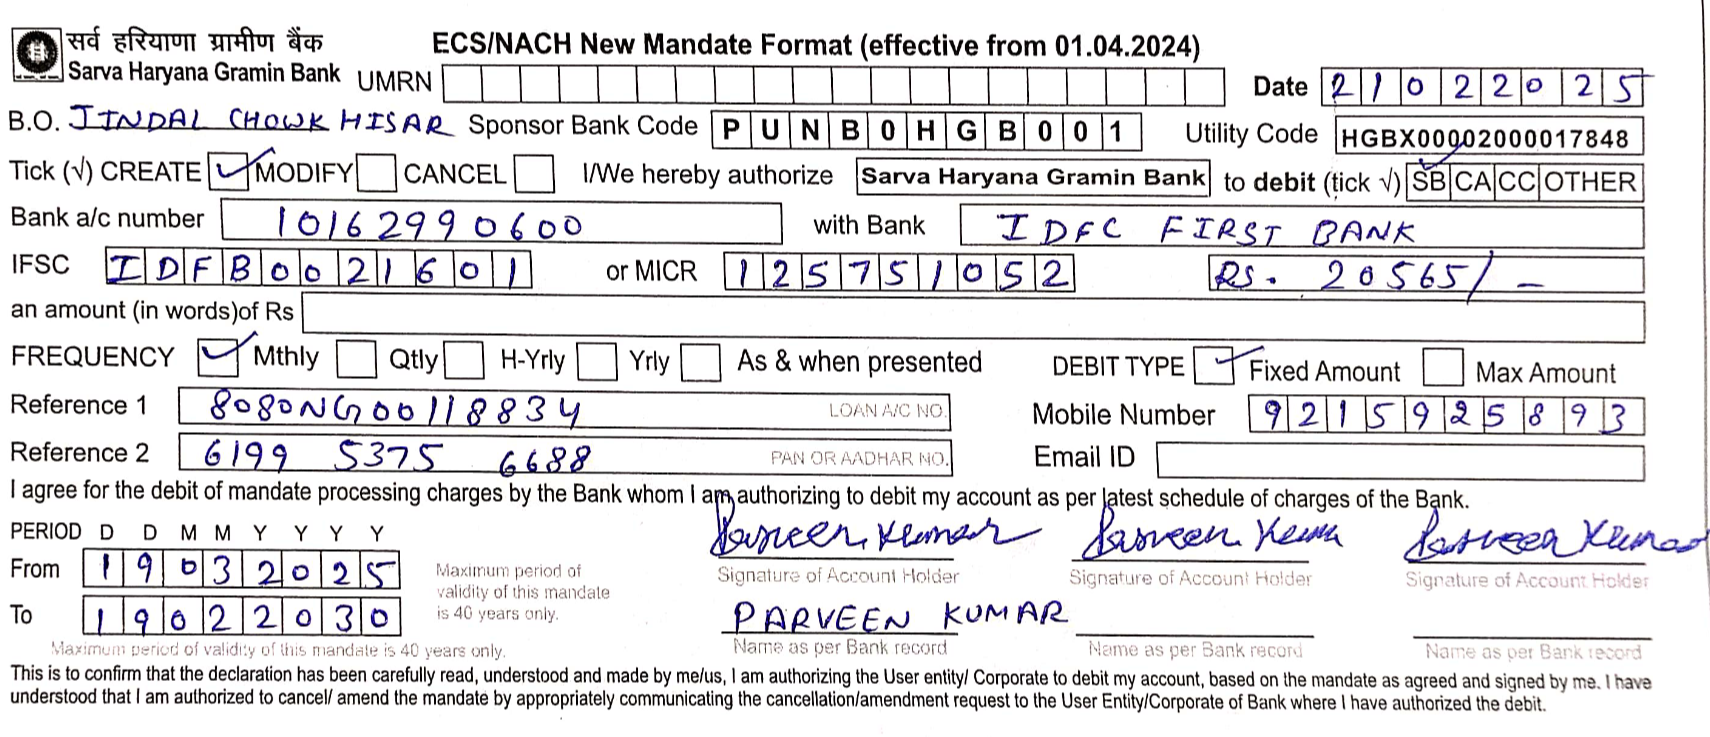 सर्व हरियाणा ग्रामीण बैंक
Sarva Haryana Gramin Bank
ECS/NACH New Mandate Format (effective from 01.04.2024)
UMRN Date 21022025
B.O. JINDAL CHOWK HISAR Sponsor Bank Code PUNB0HGB001 Utility Code HGBX00002000017848
Tick (√) CREATE ✓ MODIFY CANCEL I/We hereby authorize Sarva Haryana Gramin Bank to debit (tick √) SB ✓ CA CC OTHER
Bank a/c number 10162990600 with Bank IDFC FIRST BANK
IFSC IDFB0021601 or MICR 125751052 Rs. 20565/-
an amount (in words)of Rs
FREQUENCY ✓ Mthly Qtly H-Yrly Yrly As & when presented DEBIT TYPE ✓ Fixed Amount Max Amount
Reference 1 8080NG00118834 LOAN A/C NO. Mobile Number 9215925893
Reference 2 6199 5375 6688 PAN OR AADHAR NO. Email ID
I agree for the debit of mandate processing charges by the Bank whom I am authorizing to debit my account as per latest schedule of charges of the Bank.
PERIOD D D M M Y Y Y Y
Parveen Kumar Parveen Kumar Parveen Kumar
From 19032025
Maximum period of validity of this mandate is 40 years only.
Signature of Account Holder Signature of Account Holder Signature of Account Holder
To 19022030
PARVEEN KUMAR
Maximum period of validity of this mandate is 40 years only.
Name as per Bank record Name as per Bank record Name as per Bank record
This is to confirm that the declaration has been carefully read, understood and made by me/us, I am authorizing the User entity/ Corporate to debit my account, based on the mandate as agreed and signed by me. I have
understood that I am authorized to cancel/ amend the mandate by appropriately communicating the cancellation/amendment request to the User Entity/Corporate of Bank where I have authorized the debit.